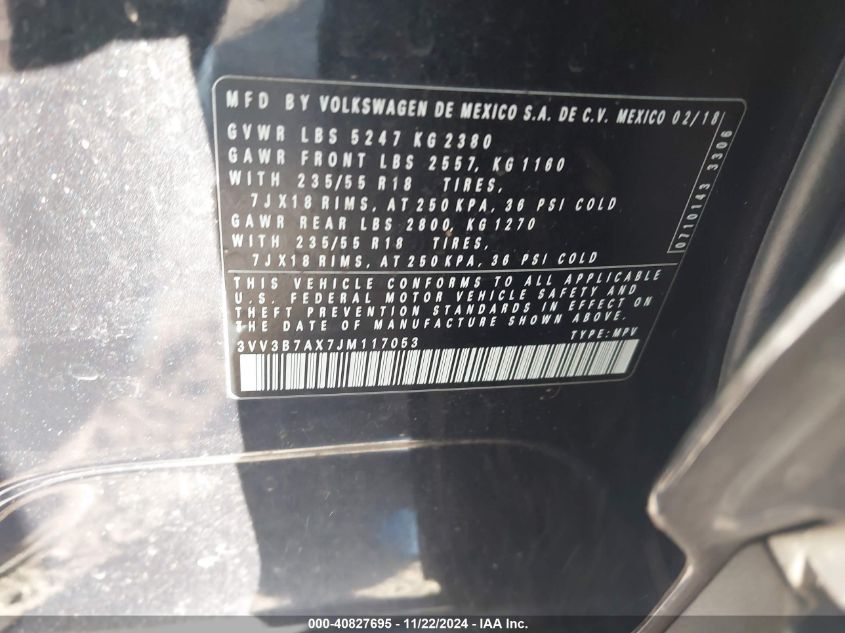 MFD BY VOLKSWAGEN DE MEXICO S.A. DE C.V. MEXICO 02/18
GVWR LBS 5247 KG 2380
GAWR FRONT LBS 2557, KG 1160
WITH 235/55 R18 TIRES,
7JX18 RIMS, AT 250 KPA, 36 PSI COLD
GAWR REAR LBS 2800, KG 1270
WITH 235/55 R18 TIRES,
7JX18 RIMS, AT 250 KPA, 36 PSI COLD
0710143 3306
THIS VEHICLE CONFORMS TO ALL APPLICABLE
U.S. FEDERAL MOTOR VEHICLE SAFETY AND
THEFT PREVENTION STANDARDS IN EFFECT ON
THE DATE OF MANUFACTURE SHOWN ABOVE.
3VV3B7AX7JM117053 TYPE: MPV
000-40827695 - 11/22/2024 - IAA Inc.